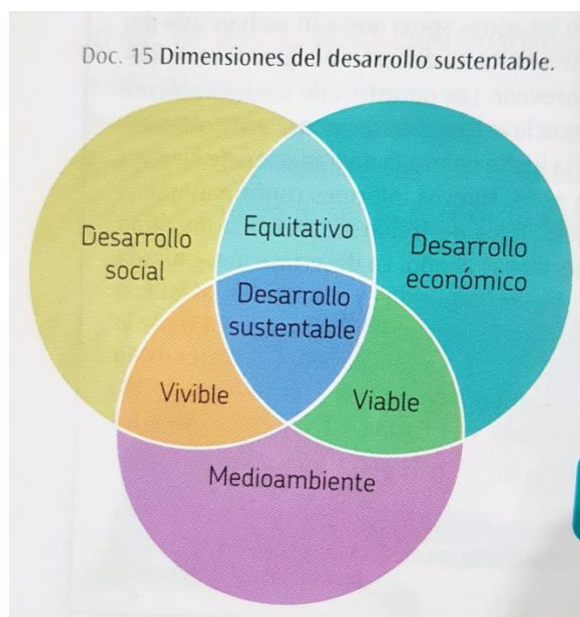 Doc. 15 Dimensiones del desarrollo sustentable.
Desarrollo
social
Equitativo
Desarrollo
económico
Desarrollo
sustentable
Vivible
Viable
Medioambiente